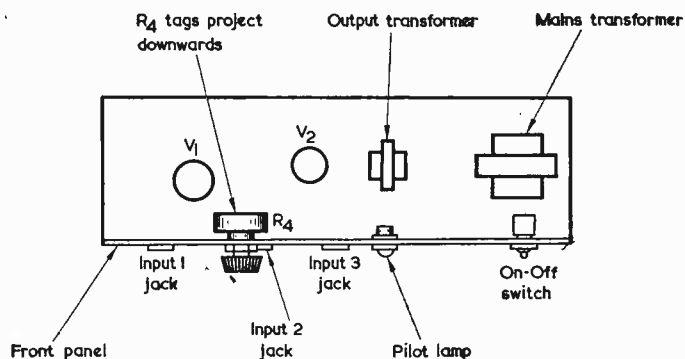 R4 tags project
downwards
Output transformer
Mains transformer
V1
V2
R4
Input 1
jack
Input 3
jack
On-Off
switch
Front panel
Input 2
jack
Pilot lamp